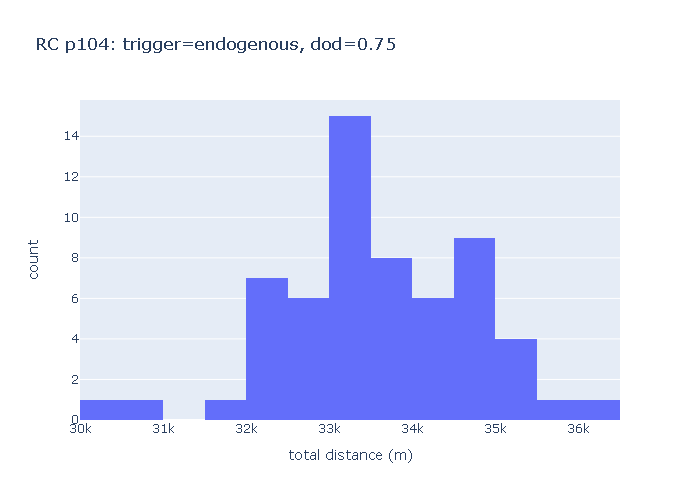 RC p104: trigger=endogenous, dod=0.75
count
14
12
10
8
6
4
2
0
30k 31k 32k 33k 34k 35k 36k
total distance (m)